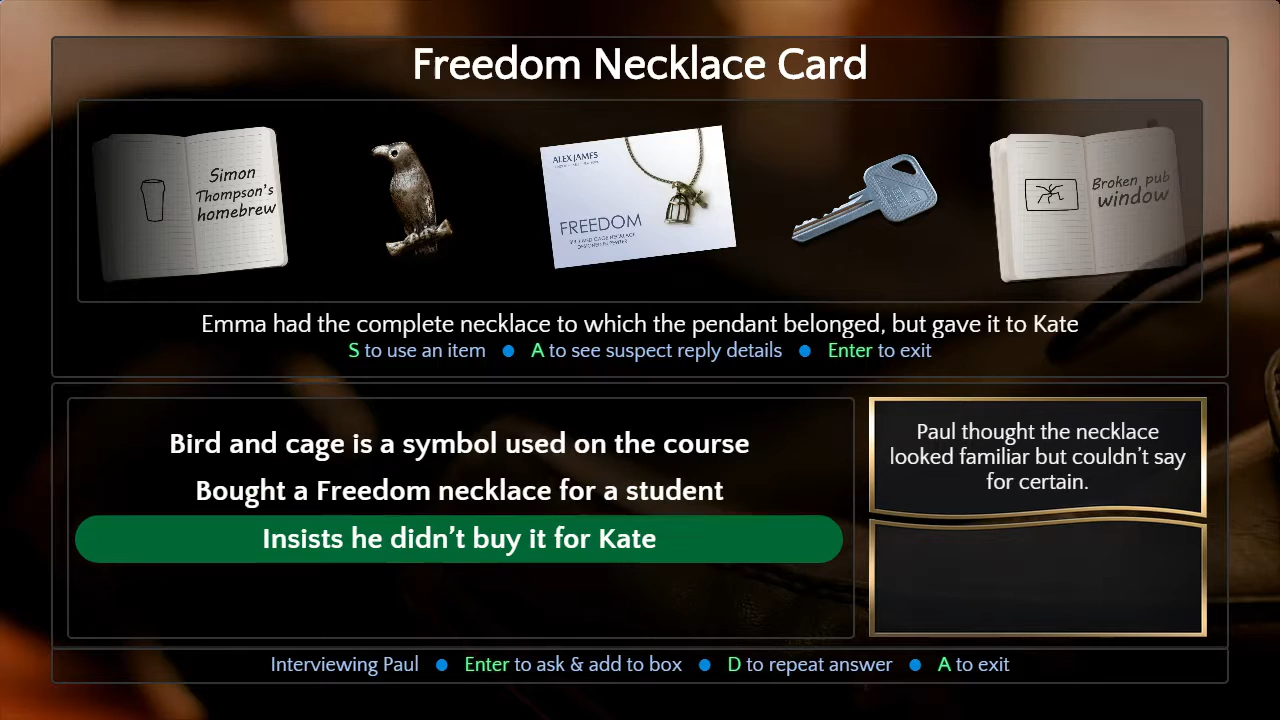 Freedom Necklace Card
Simon
Thompson's
homebrew
ALEX JAMES
FREEDOM
BIRD AND CAGE NECKLACE
Broken pub
window
Emma had the complete necklace to which the pendant belonged, but gave it to Kate
S to use an item ● A to see suspect reply details ● Enter to exit
Bird and cage is a symbol used on the course
Bought a Freedom necklace for a student
Insists he didn't buy it for Kate
Paul thought the necklace
looked familiar but couldn't say
for certain.
Interviewing Paul ● Enter to ask & add to box ● D to repeat answer ● A to exit